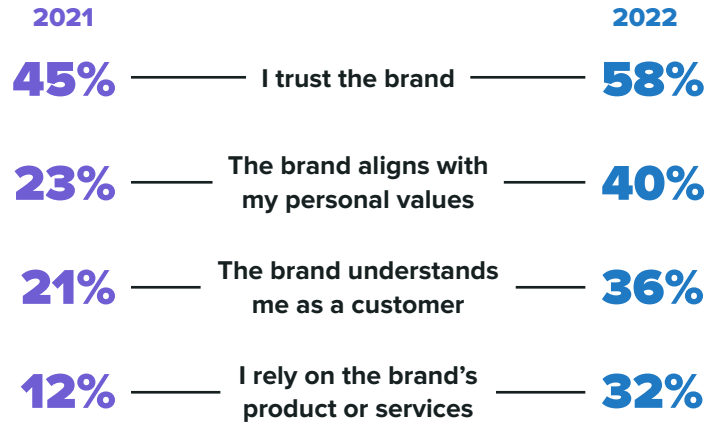 2021 2022
45% I trust the brand 58%
The brand aligns with
23% my personal values 40%
The brand understands
21% me as a customer 36%
I rely on the brand’s
12% product or services 32%